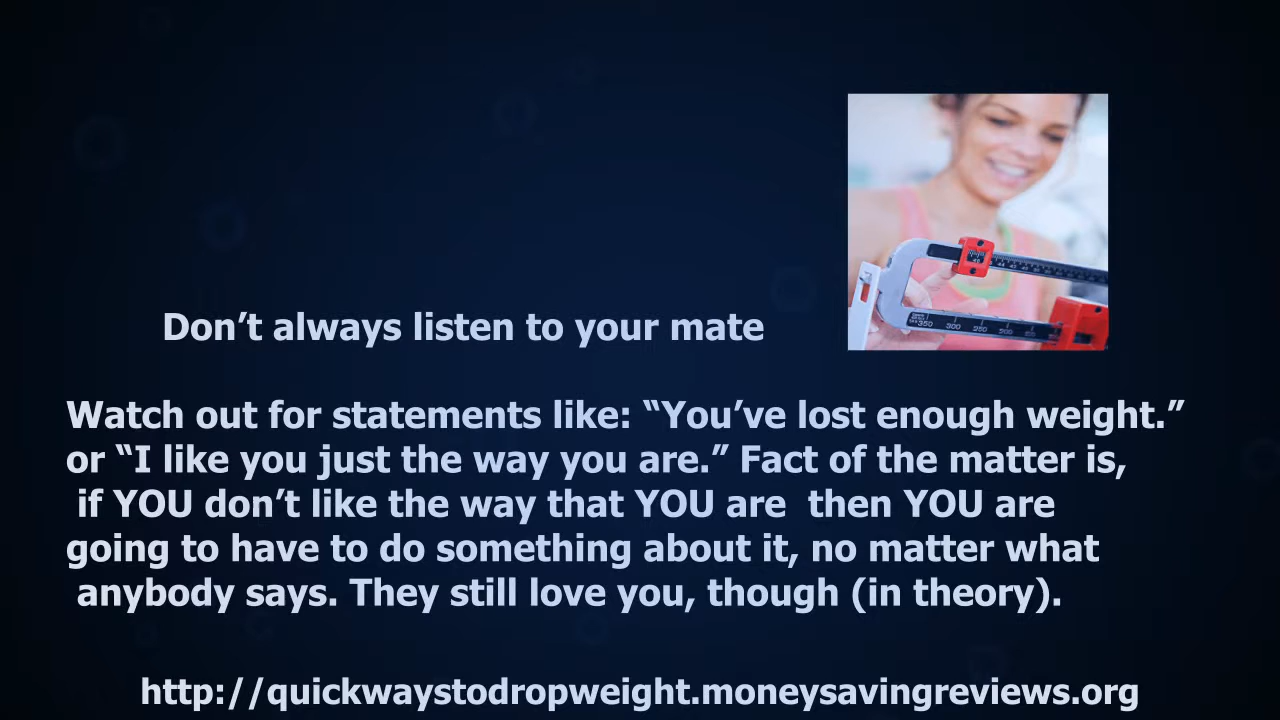 Don’t always listen to your mate
Watch out for statements like: “You’ve lost enough weight.”
or “I like you just the way you are.” Fact of the matter is,
if YOU don’t like the way that YOU are then YOU are
going to have to do something about it, no matter what
anybody says. They still love you, though (in theory).
http://quickwaystodropweight.moneysavingreviews.org
350 300